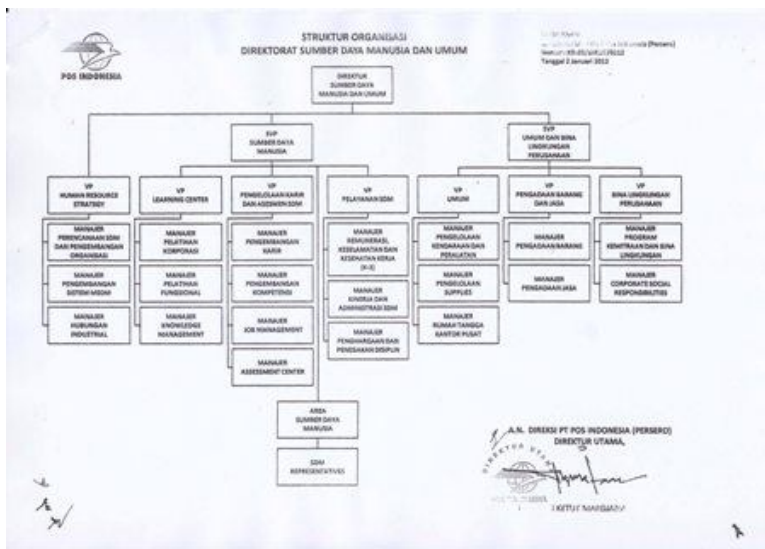 POS INDONESIA
STRUKTUR ORGANISASI
DIREKTORAT SUMBER DAYA MANUSIA DAN UMUM
Indonesia (Persero)
Tanggal 2 Januari 2012
DIREKTUR
SUMBER DAYA
MANUSIA DAN UMUM
SVP
SUMBER DAYA
MANUSIA
SVP
UMUM DAN BINA
LINGKUNGAN
PERUSAHAAN
VP
HUMAN RESOURCE
STRATEGY
VP
LEARNING CENTER
VP
PENGELOLAAN KARIR
DAN ASESMEN SDM
VP
PELAYANAN SDM
VP
UMUM
VP
PENGADAAN BARANG
DAN JASA
VP
BINA LINGKUNGAN
PERUSAHAAN
MANAJER
PERENCANAAN SDM
DAN PENGEMBANGAN
ORGANISASI
MANAJER
PELATIHAN
KORPORASI
MANAJER
PENGEMBANGAN
KARIR
MANAJER
REMUNERASI,
KESELAMATAN DAN
KESEHATAN KERJA
(K-3)
MANAJER
PENGELOLAAN
KENDARAAN DAN
PERALATAN
MANAJER
PENGADAAN BARANG
MANAJER
PROGRAM
KEMITRAAN DAN BINA
LINGKUNGAN
MANAJER
PENGEMBANGAN
SISTEM MSDM
MANAJER
PELATIHAN
FUNGSIONAL
MANAJER
PENGEMBANGAN
KOMPETENSI
MANAJER
KINERJA DAN
ADMINISTRASI SDM
MANAJER
PENGELOLAAN
SUPPLIES
MANAJER
PENGADAAN JASA
MANAJER
CORPORATE SOCIAL
RESPONSIBILITIES
MANAJER
HUBUNGAN
INDUSTRIAL
MANAJER
KNOWLEDGE
MANAGEMENT
MANAJER
JOB MANAGEMENT
MANAJER
PENGHARGAAN DAN
PENEGAKAN DISIPLIN
MANAJER
RUMAH TANGGA
KANTOR PUSAT
MANAJER
ASSESSMENT CENTER
AREA
SUMBER DAYA
MANUSIA
SDM
REPRESENTATIVES
A.N. DIREKSI PT POS INDONESIA (PERSERO)
DIREKTUR UTAMA,
I KETUT MARDJANA